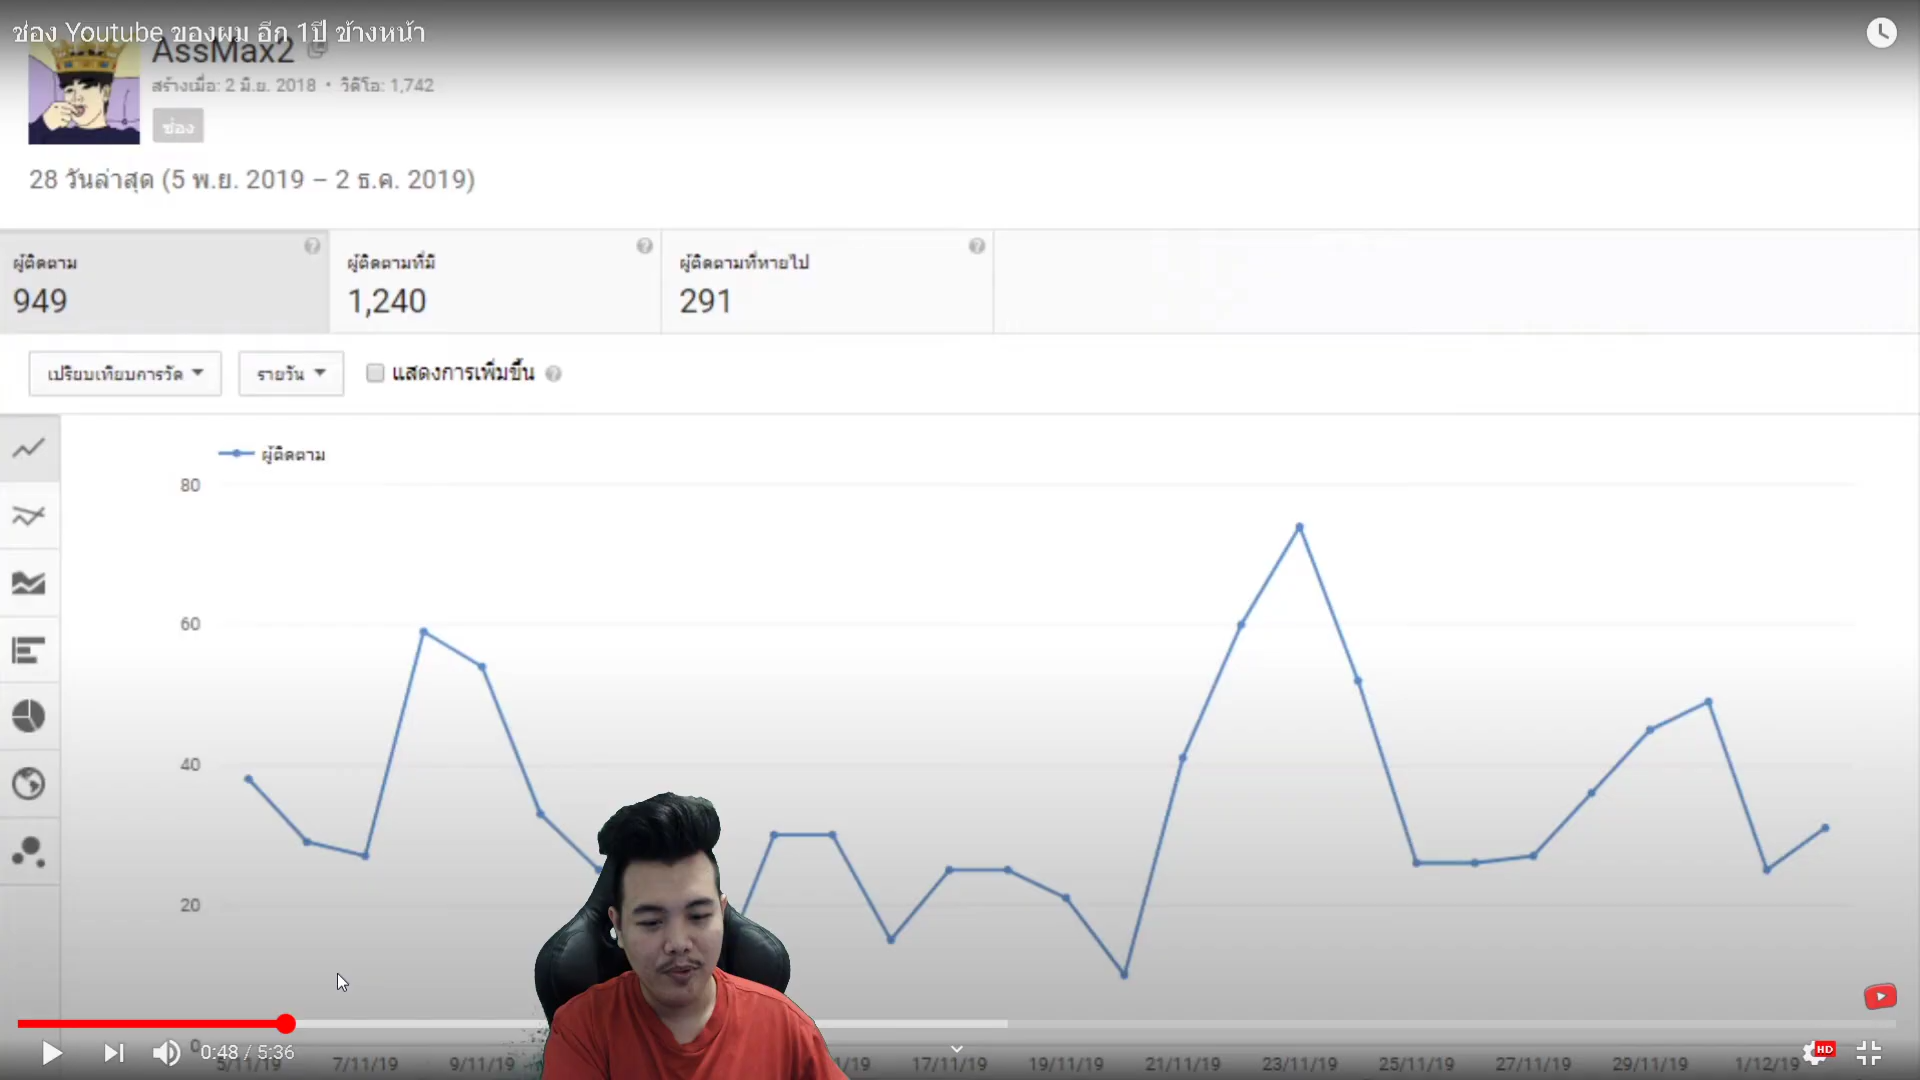 ช่อง Youtube ของผม อีก 1ปี ข้างหน้า
AssMax2
สร้างเมื่อ: 2 มิ.ย. 2018 • วิดีโอ: 1,742
ช่อง
28 วันล่าสุด (5 พ.ย. 2019 – 2 ธ.ค. 2019)
ผู้ติดตาม
949
ผู้ติดตามที่มี
1,240
ผู้ติดตามที่หายไป
291
เปรียบเทียบการวัด
รายวัน
แสดงการเพิ่มขึ้น
ผู้ติดตาม
80
60
40
20
0
5/11/19 7/11/19 9/11/19 /19 17/11/19 19/11/19 21/11/19 23/11/19 25/11/19 27/11/19 29/11/19 1/12/19
0:48 / 5:36
HD